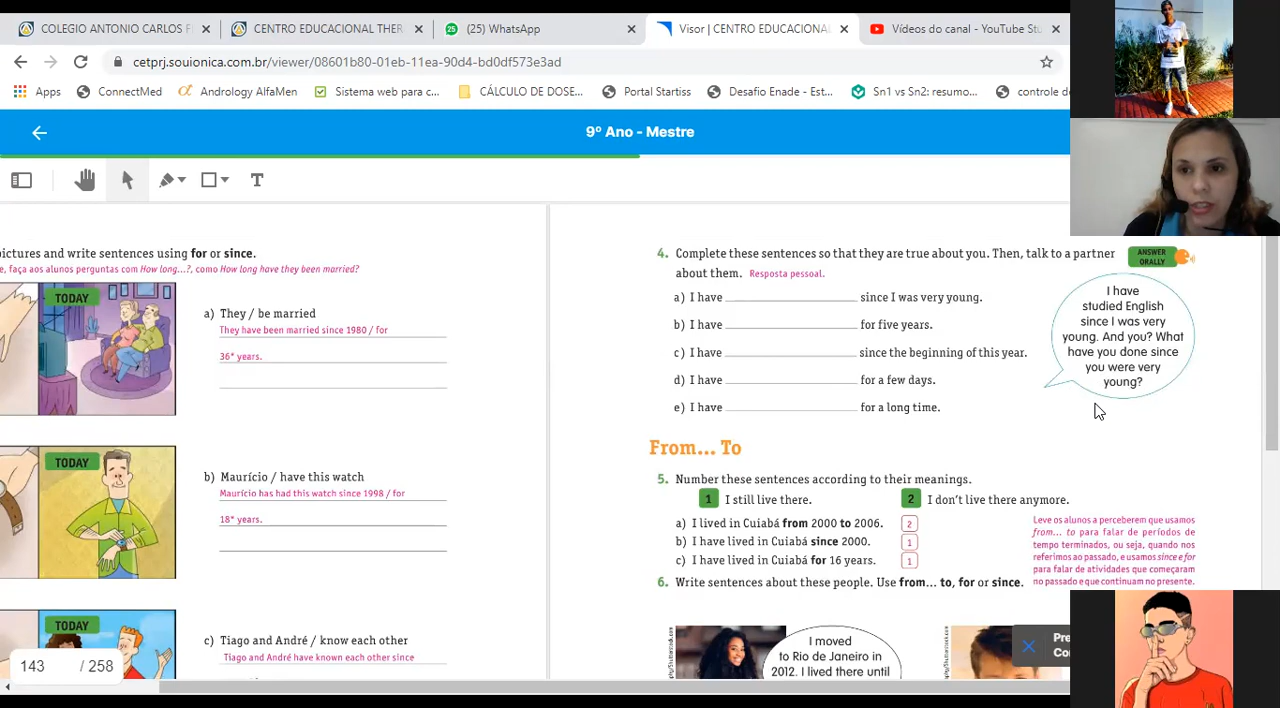 COLEGIO ANTONIO CARLOS F
CENTRO EDUCACIONAL THER
(25) WhatsApp
Visor | CENTRO EDUCACIONA
Vídeos do canal - YouTube Stu
cetprj.souionica.com.br/viewer/08601b80-01eb-11ea-90d4-bd0df573e3ad
Apps
ConnectMed
Andrology AlfaMen
Sistema web para c...
CÁLCULO DE DOSE...
Portal Startiss
Desafio Enade - Est...
Sn1 vs Sn2: resumo...
controle d
9º Ano - Mestre
ictures and write sentences using for or since.
e, faça aos alunos perguntas com How long...?, como How long have they been married?
TODAY
a) They / be married
They have been married since 1980 / for
36* years.
TODAY
b) Maurício / have this watch
Maurício has had this watch since 1998 / for
18* years.
TODAY
c) Tiago and André / know each other
Tiago and André have known each other since
143 / 258
4. Complete these sentences so that they are true about you. Then, talk to a partner
about them. Resposta pessoal.
ANSWER
ORALLY
a) I have ____ since I was very young.
b) I have ____ for five years.
c) I have ____ since the beginning of this year.
d) I have ____ for a few days.
e) I have ____ for a long time.
I have
studied English
since I was very
young. And you? What
have you done since
you were very
young?
From... To
5. Number these sentences according to their meanings.
1 I still live there.
2 I don't live there anymore.
a) I lived in Cuiabá from 2000 to 2006. 2
b) I have lived in Cuiabá since 2000. 1
c) I have lived in Cuiabá for 16 years. 1
Leve os alunos a perceberem que usamos
from... to para falar de períodos de
tempo terminados, ou seja, quando nos
referimos ao passado, e usamos since e for
para falar de atividades que começaram
no passado e que continuam no presente.
6. Write sentences about these people. Use from... to, for or since.
I moved
to Rio de Janeiro in
2012. I lived there until
Pre
Co